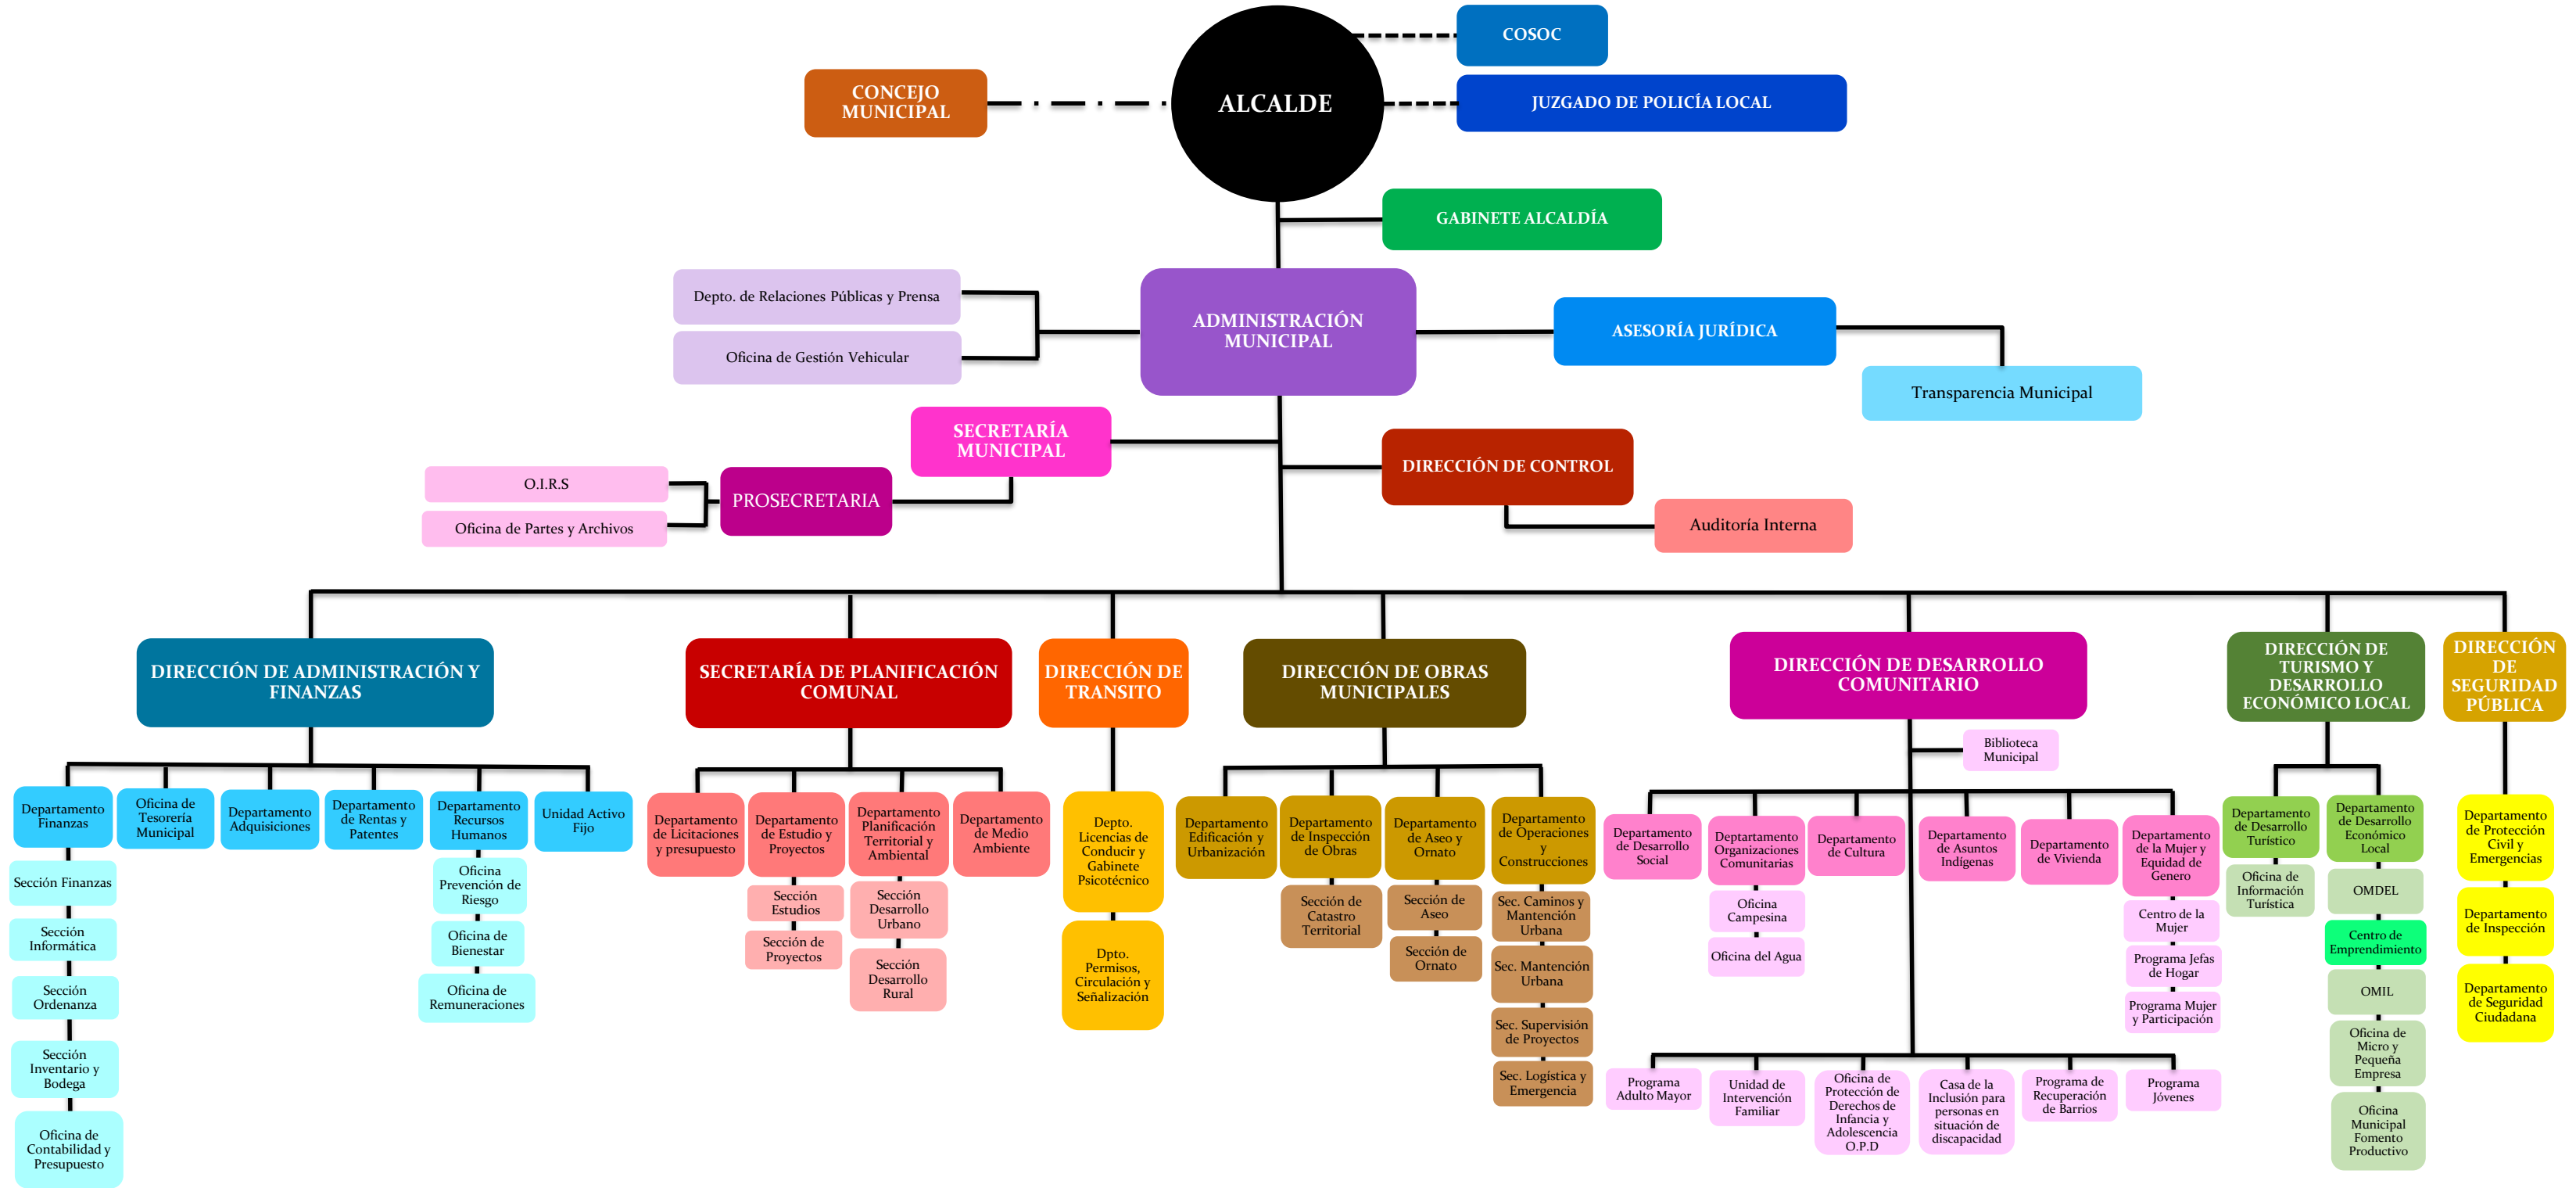 COSOC
CONCEJO
MUNICIPAL
ALCALDE
JUZGADO DE POLICÍA LOCAL
GABINETE ALCALDÍA
Depto. de Relaciones Públicas y Prensa
Oficina de Gestión Vehicular
ADMINISTRACIÓN
MUNICIPAL
ASESORÍA JURÍDICA
Transparencia Municipal
SECRETARÍA
MUNICIPAL
DIRECCIÓN DE CONTROL
O.I.R.S
Oficina de Partes y Archivos
PROSECRETARIA
Auditoría Interna
DIRECCIÓN DE ADMINISTRACIÓN Y
FINANZAS
SECRETARÍA DE PLANIFICACIÓN
COMUNAL
DIRECCIÓN DE
TRANSITO
DIRECCIÓN DE OBRAS
MUNICIPALES
DIRECCIÓN DE DESARROLLO
COMUNITARIO
DIRECCIÓN DE
TURISMO Y
DESARROLLO
ECONÓMICO LOCAL
DIRECCIÓN
DE
SEGURIDAD
PÚBLICA
Biblioteca
Municipal
Departamento
Finanzas
Oficina de
Tesorería
Municipal
Departamento
Adquisiciones
Departamento
de Rentas y
Patentes
Departamento
Recursos
Humanos
Unidad Activo
Fijo
Sección Finanzas
Sección
Informática
Sección
Ordenanza
Sección
Inventario y
Bodega
Oficina de
Contabilidad y
Presupuesto
Oficina
Prevención de
Riesgo
Oficina de
Bienestar
Oficina de
Remuneraciones
Departamento
de Licitaciones
y presupuesto
Departamento
de Estudio y
Proyectos
Departamento
Planificación
Territorial y
Ambiental
Departamento
de Medio
Ambiente
Sección
Estudios
Sección de
Proyectos
Sección
Desarrollo
Urbano
Sección
Desarrollo
Rural
Depto.
Licencias de
Conducir y
Gabinete
Psicotécnico
Dpto.
Permisos,
Circulación y
Señalización
Departamento
Edificación y
Urbanización
Departamento
de Inspección
de Obras
Departamento
de Aseo y
Ornato
Departamento
de Operaciones
y
Construcciones
Sección de
Catastro
Territorial
Sección de
Aseo
Sección de
Ornato
Sec. Caminos y
Mantención
Urbana
Sec. Mantención
Urbana
Sec. Supervisión
de Proyectos
Sec. Logística y
Emergencia
Departamento
de Desarrollo
Social
Departamento
Organizaciones
Comunitarias
Departamento
de Cultura
Departamento
de Asuntos
Indígenas
Departamento
de Vivienda
Departamento
de la Mujer y
Equidad de
Genero
Oficina
Campesina
Oficina del Agua
Centro de la
Mujer
Programa Jefas
de Hogar
Programa Mujer
y Participación
Programa
Adulto Mayor
Unidad de
Intervención
Familiar
Oficina de
Protección de
Derechos de
Infancia y
Adolescencia
O.P.D
Casa de la
Inclusión para
personas en
situación de
discapacidad
Programa de
Recuperación
de Barrios
Programa
Jóvenes
Departamento
de Desarrollo
Turístico
Departamento
de Desarrollo
Económico
Local
Oficina de
Información
Turística
OMDEL
Centro de
Emprendimiento
OMIL
Oficina de
Micro y
Pequeña
Empresa
Oficina
Municipal
Fomento
Productivo
Departamento
de Protección
Civil y
Emergencias
Departamento
de Inspección
Departamento
de Seguridad
Ciudadana